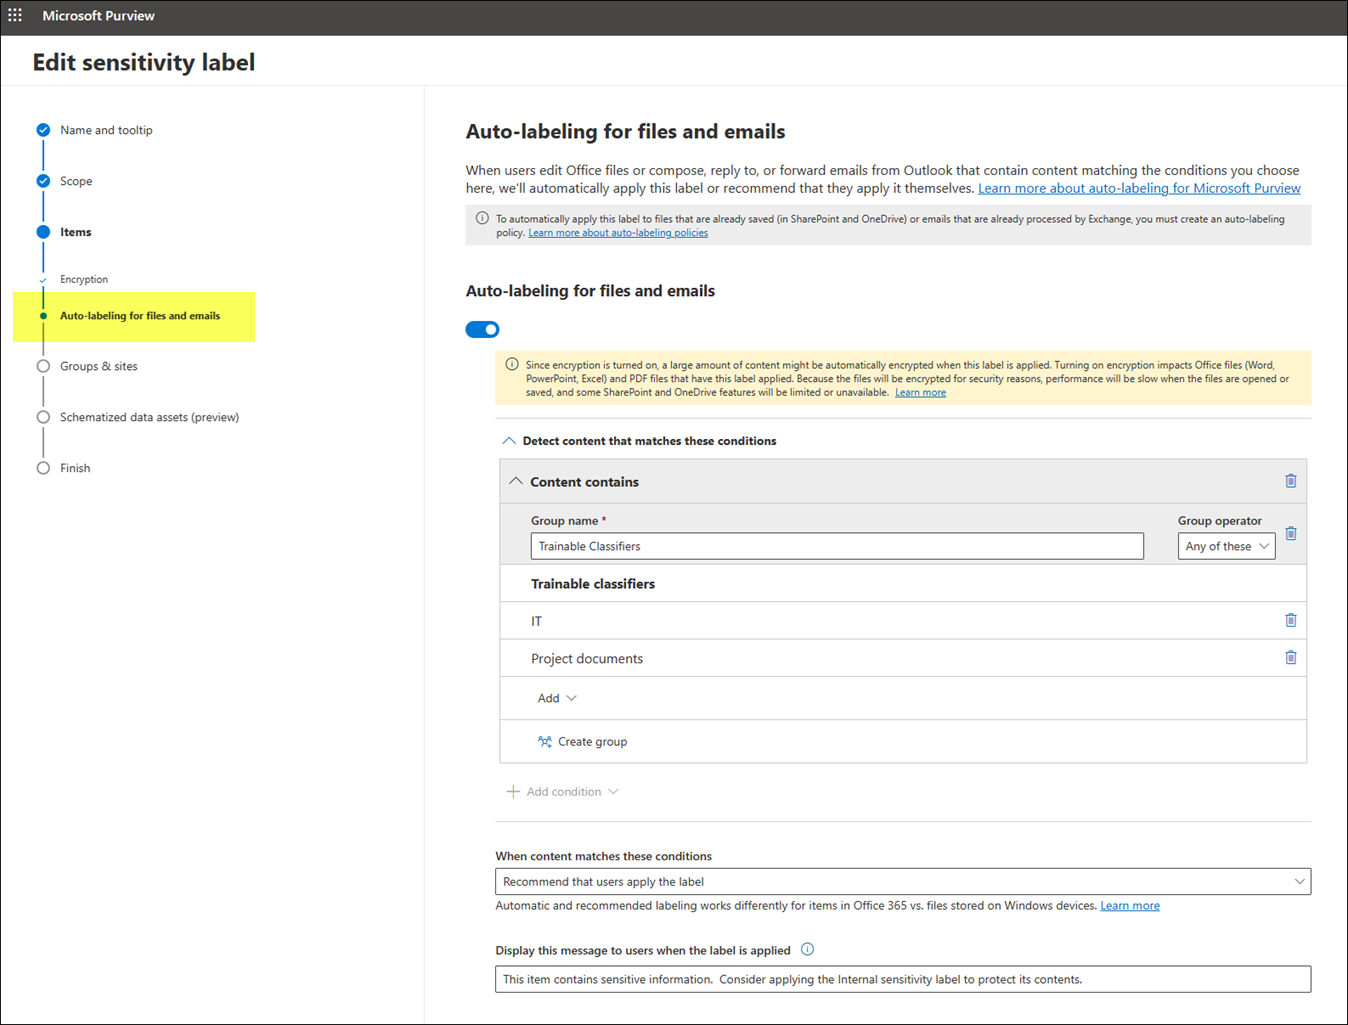 Microsoft Purview
Edit sensitivity label
Name and tooltip
Scope
Items
Encryption
Auto-labeling for files and emails
Groups & sites
Schematized data assets (preview)
Finish
Auto-labeling for files and emails
When users edit Office files or compose, reply to, or forward emails from Outlook that contain content matching the conditions you choose
here, we'll automatically apply this label or recommend that they apply it themselves. Learn more about auto-labeling for Microsoft Purview
To automatically apply this label to files that are already saved (in SharePoint and OneDrive) or emails that are already processed by Exchange, you must create an auto-labeling
policy. Learn more about auto-labeling policies
Auto-labeling for files and emails
Since encryption is turned on, a large amount of content might be automatically encrypted when this label is applied. Turning on encryption impacts Office files (Word,
PowerPoint, Excel) and PDF files that have this label applied. Because the files will be encrypted for security reasons, performance will be slow when the files are opened or
saved, and some SharePoint and OneDrive features will be limited or unavailable. Learn more
Detect content that matches these conditions
Content contains
Group name *
Group operator
Trainable Classifiers
Any of these
Trainable classifiers
IT
Project documents
Add
Create group
Add condition
When content matches these conditions
Recommend that users apply the label
Automatic and recommended labeling works differently for items in Office 365 vs. files stored on Windows devices. Learn more
Display this message to users when the label is applied
This item contains sensitive information.  Consider applying the Internal sensitivity label to protect its contents.